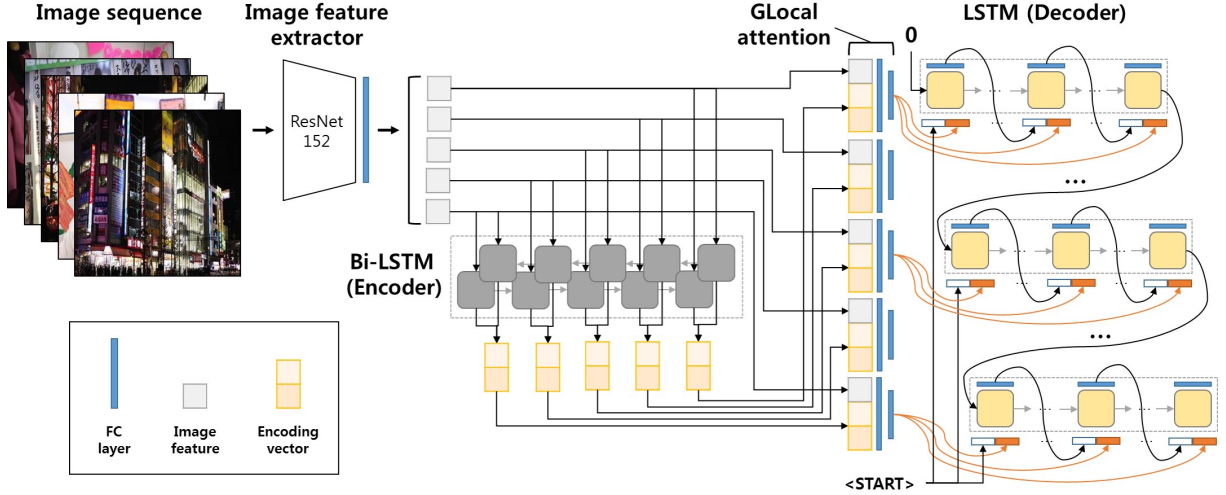 Image sequence
Image feature
extractor
GLocal
attention
LSTM (Decoder)
0
ResNet
152
...
...
...
...
Bi-LSTM
(Encoder)
...
...
...
...
FC
layer
Image
feature
Encoding
vector
...
...
<START>